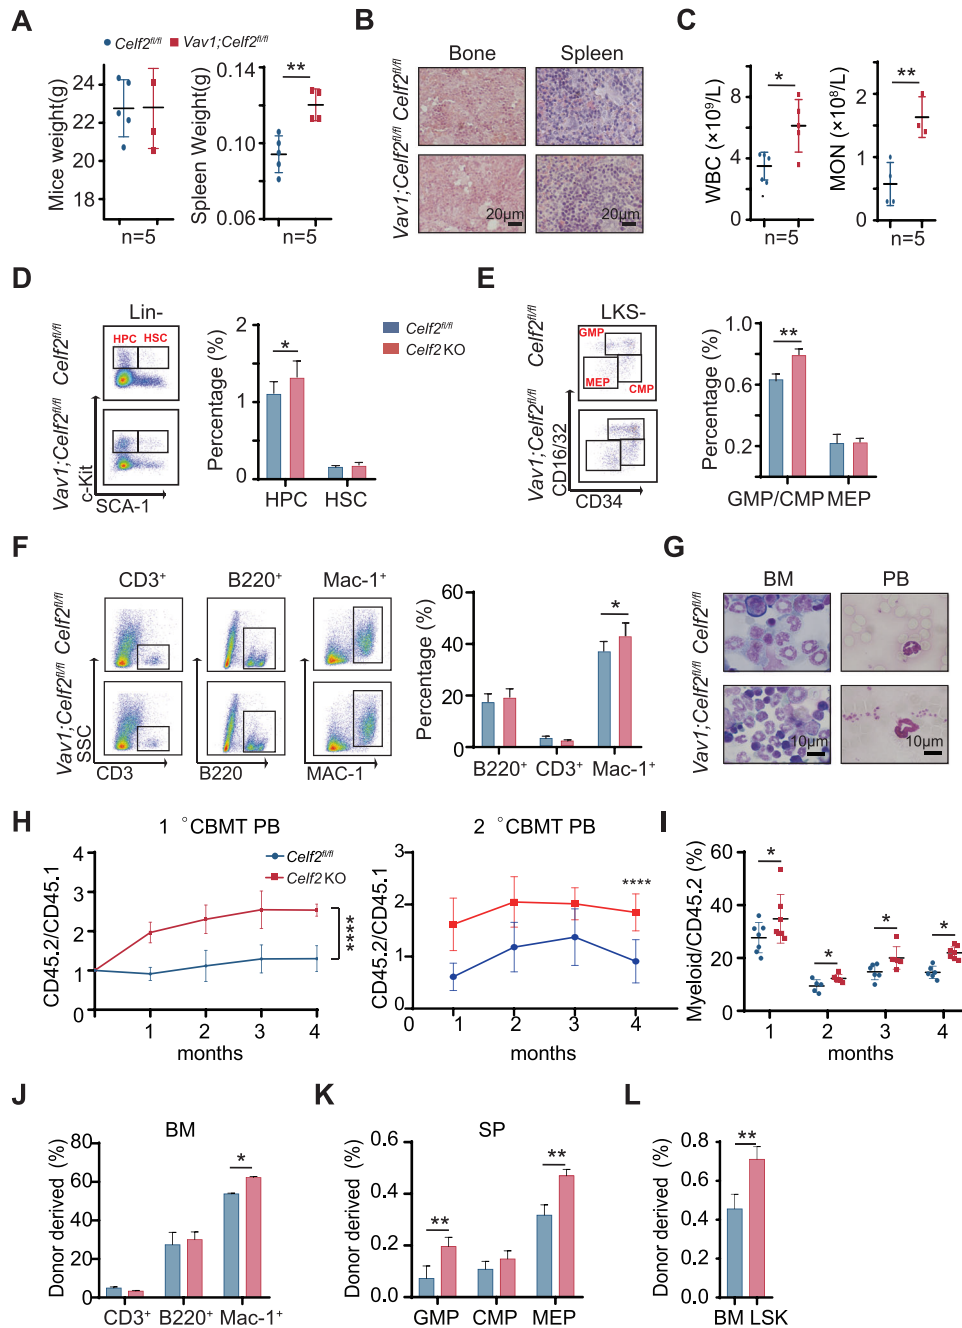 A
Celf2fl/fl Vav1;Celf2fl/fl
Mice weight(g)
24
22
20
18
n=5
Spleen Weight(g)
0.14
0.10
0.06
**
n=5
B
Bone Spleen
Celf2fl/fl
Vav1;Celf2fl/fl
20μm 20μm
C
WBC (×10⁹/L)
8
4
0
*
n=5
MON (×10⁸/L)
2
1
0
**
n=5
D
Lin-
HPC HSC
Celf2fl/fl
Vav1;Celf2fl/fl
c-Kit
SCA-1
Percentage (%)
2
1
0
*
HPC HSC
Celf2fl/fl
Celf2 KO
E
LKS-
GMP
MEP
CMP
Celf2fl/fl
Vav1;Celf2fl/fl
CD16/32
CD34
Percentage (%)
1.0
0.6
0.2
**
GMP/CMP MEP
F
CD3⁺ B220⁺ Mac-1⁺
Celf2fl/fl
Vav1;Celf2fl/fl
SSC
CD3 B220 MAC-1
Percentage (%)
60
40
20
0
*
B220⁺ CD3⁺ Mac-1⁺
G
BM PB
Celf2fl/fl
Vav1;Celf2fl/fl
10μm 10μm
H
1 °CBMT PB
CD45.2/CD45.1
4
3
2
1
0
Celf2fl/fl
Celf2 KO
****
1 2 3 4
months
2 °CBMT PB
CD45.2/CD45.1
3
2
1
0
0
****
1 2 3 4
months
I
Myeloid/CD45.2 (%)
60
40
20
0
* * * *
1 2 3 4
months
J
BM
Donor derived (%)
80
60
40
20
0
*
CD3⁺ B220⁺ Mac-1⁺
K
SP
Donor derived (%)
0.6
0.4
0.2
0.0
** **
GMP CMP MEP
L
Donor derived (%)
0.8
0.6
0.4
0.2
0
**
BM LSK